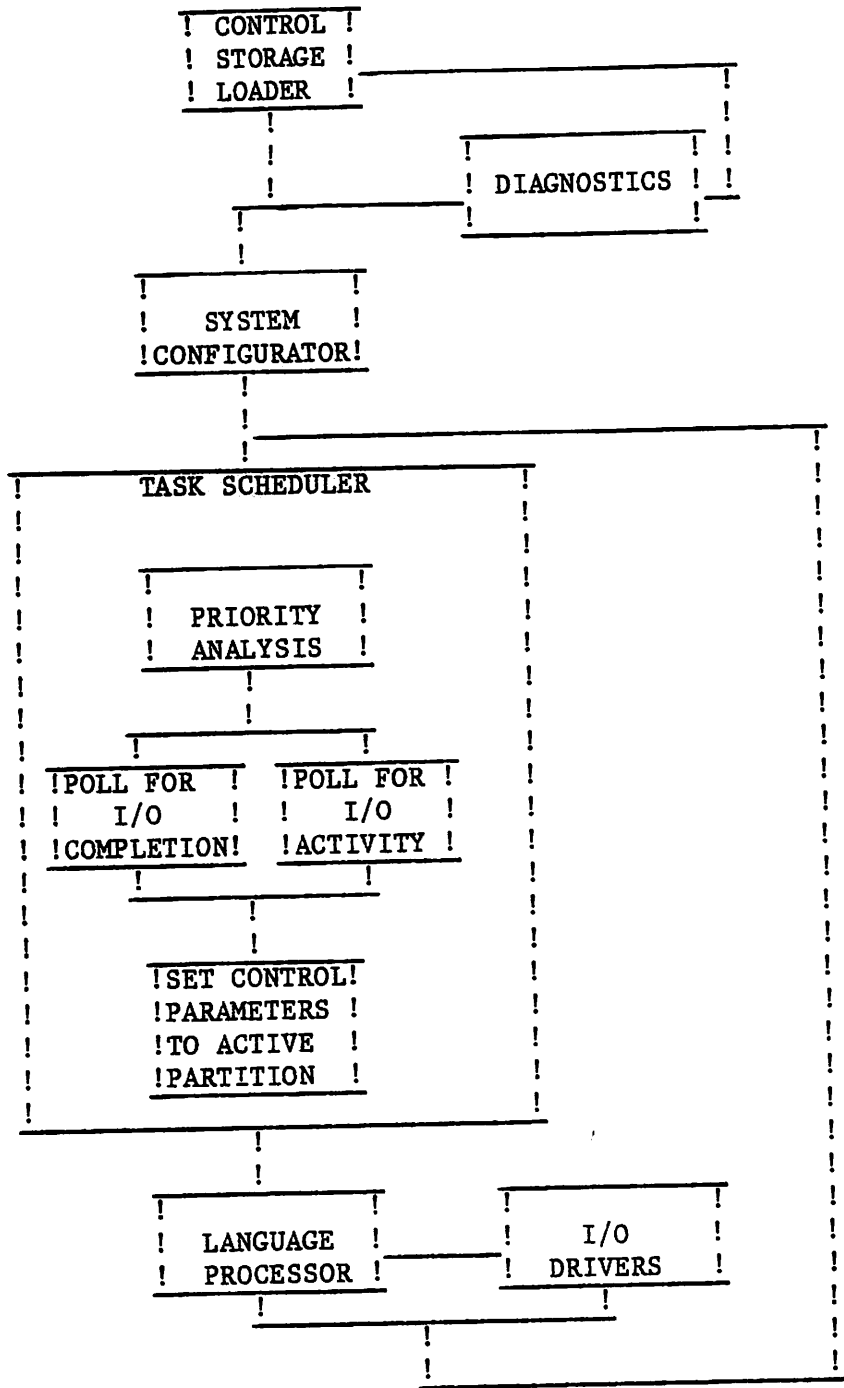 CONTROL
STORAGE
LOADER
DIAGNOSTICS
SYSTEM
CONFIGURATOR
TASK SCHEDULER
PRIORITY
ANALYSIS
POLL FOR
I/O
COMPLETION
POLL FOR
I/O
ACTIVITY
SET CONTROL
PARAMETERS
TO ACTIVE
PARTITION
LANGUAGE
PROCESSOR
I/O
DRIVERS